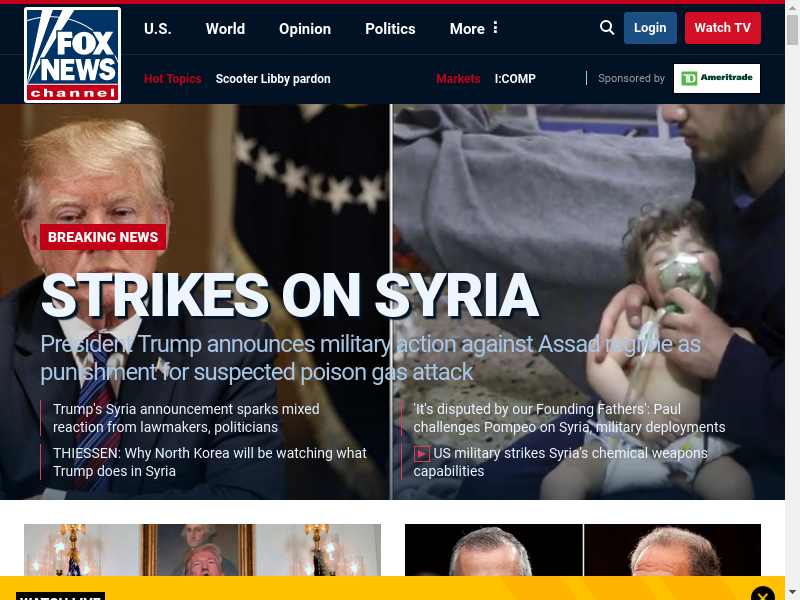 FOX
NEWS
channel
U.S. World Opinion Politics More Login Watch TV
Hot Topics Scooter Libby pardon Markets I:COMP Sponsored by TD Ameritrade
BREAKING NEWS
STRIKES ON SYRIA
President Trump announces military action against Assad regime as
punishment for suspected poison gas attack
Trump's Syria announcement sparks mixed
reaction from lawmakers, politicians
THIESSEN: Why North Korea will be watching what
Trump does in Syria
'It's disputed by our Founding Fathers': Paul
challenges Pompeo on Syria, military deployments
US military strikes Syria's chemical weapons
capabilities
WATCH LIVE